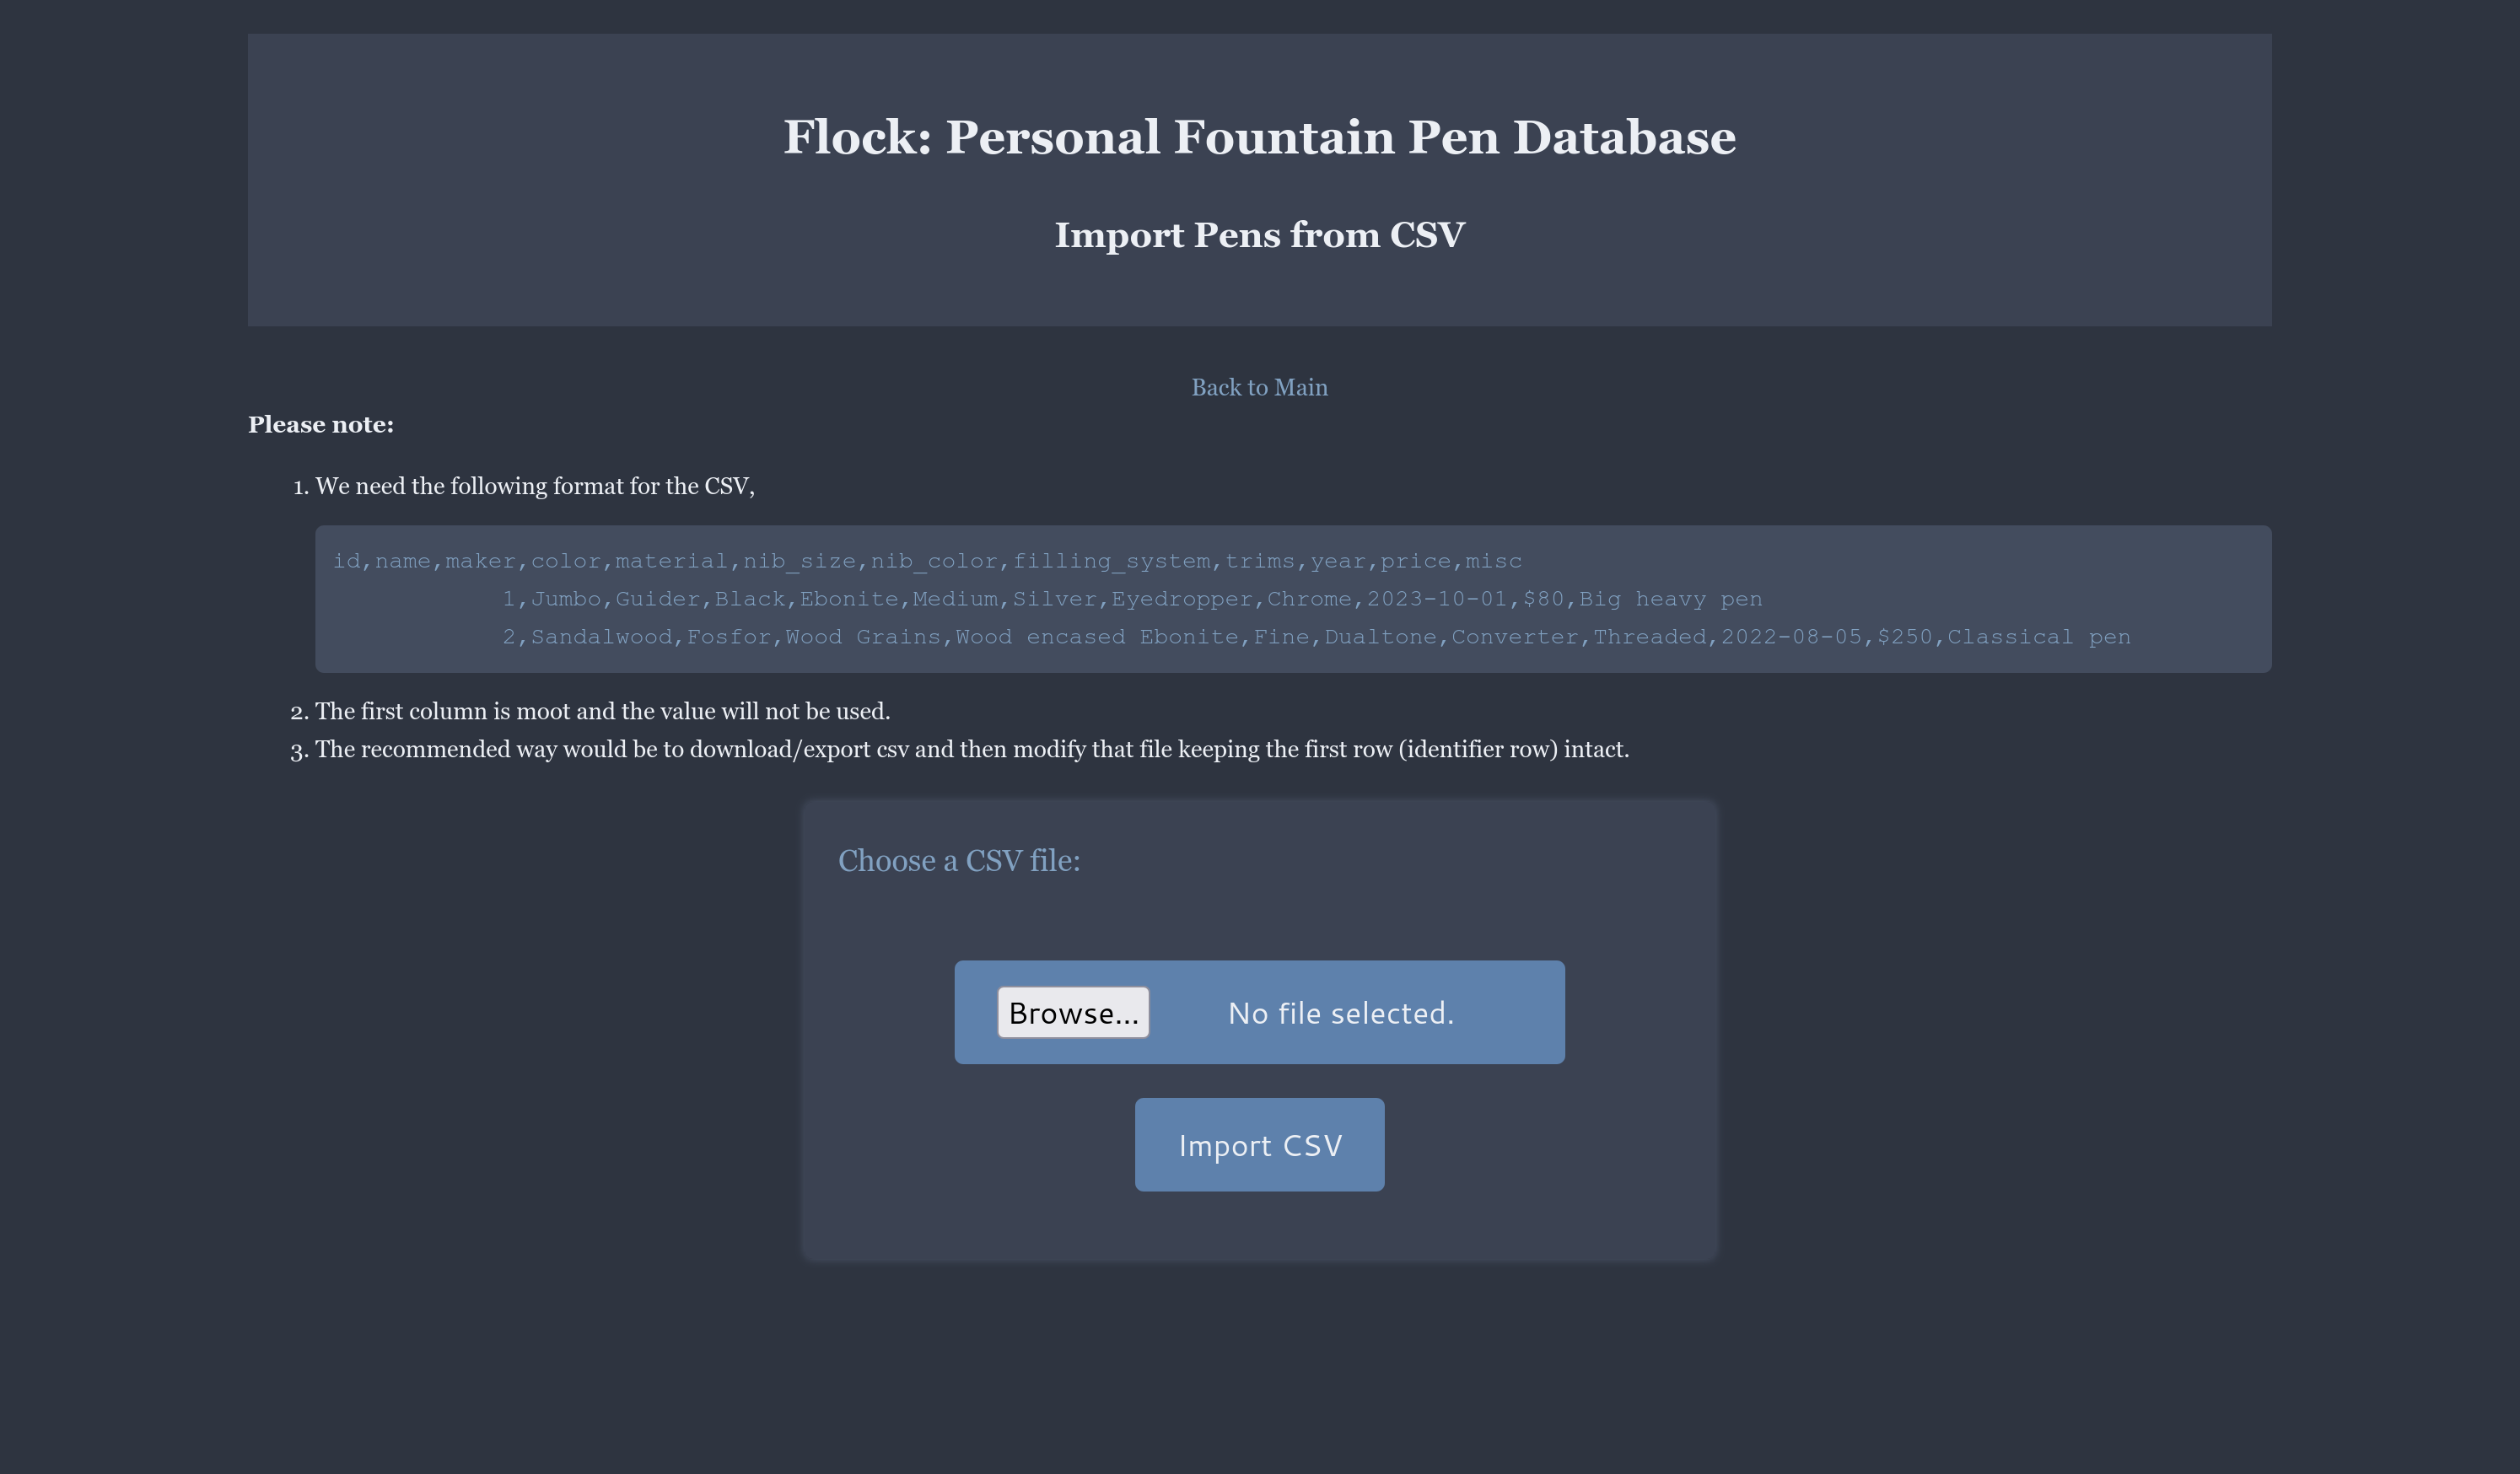 Flock: Personal Fountain Pen Database
Import Pens from CSV
Back to Main
Please note:
1. We need the following format for the CSV,
id,name,maker,color,material,nib_size,nib_color,filling_system,trims,year,price,misc
1,Jumbo,Guider,Black,Ebonite,Medium,Silver,Eyedropper,Chrome,2023-10-01,$80,Big heavy pen
2,Sandalwood,Fosfor,Wood Grains,Wood encased Ebonite,Fine,Dualtone,Converter,Threaded,2022-08-05,$250,Classical pen
2. The first column is moot and the value will not be used.
3. The recommended way would be to download/export csv and then modify that file keeping the first row (identifier row) intact.
Choose a CSV file:
Browse... No file selected.
Import CSV